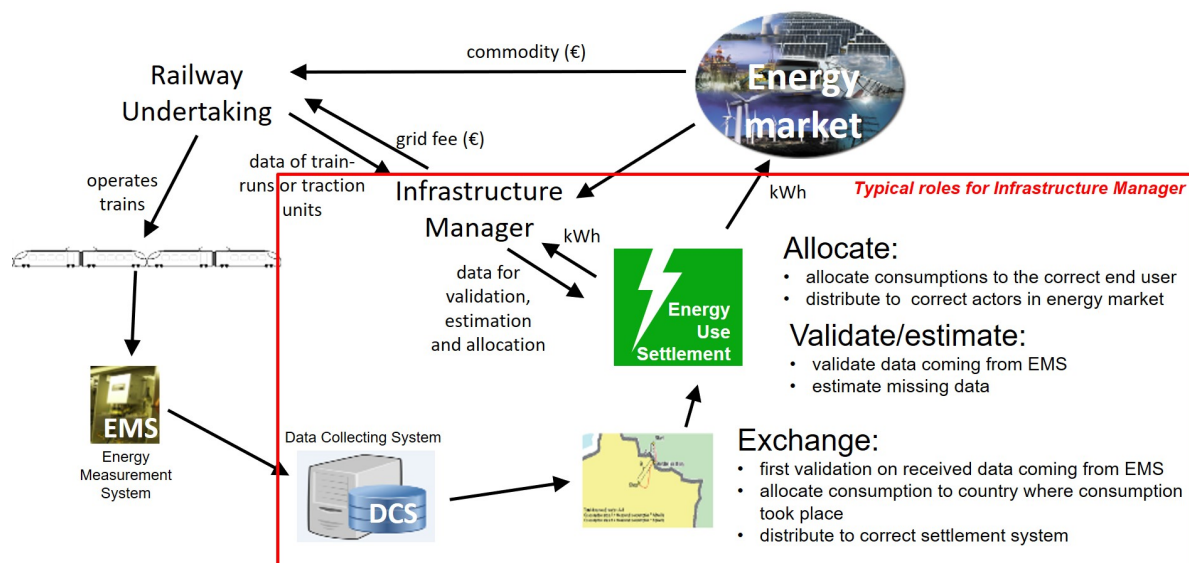 commodity (€)
Railway
Undertaking
Energy
market
grid fee (€)
data of train-
runs or traction
units
operates
trains
Infrastructure
Manager
Typical roles for Infrastructure Manager
kWh
kWh
data for
validation,
estimation
and allocation
Energy
Use
Settlement
Allocate:
• allocate consumptions to the correct end user
• distribute to correct actors in energy market
Validate/estimate:
• validate data coming from EMS
• estimate missing data
EMS
Energy
Measurement
System
Data Collecting System
DCS
Exchange:
• first validation on received data coming from EMS
• allocate consumption to country where consumption
took place
• distribute to correct settlement system